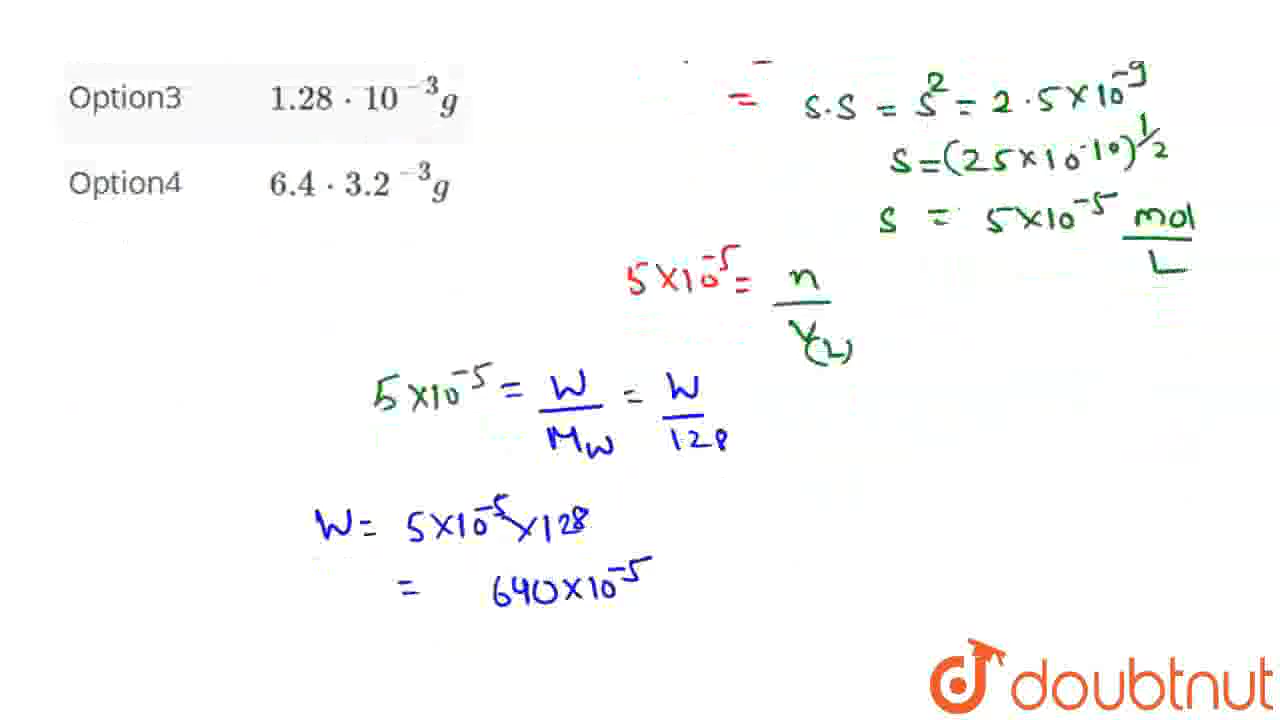 Option3 1.28 · 10⁻³g
= s.s = s² = 2.5×10⁻⁹
s=(25×10⁻¹⁰)^1/2
Option4 6.4 · 3.2⁻³g
s = 5×10⁻⁵ mol/L
5×10⁻⁵ = n/V(L)
5×10⁻⁵ = W/Mw = W/128
W= 5×10⁻⁵×128
= 640×10⁻⁵
doubtnut